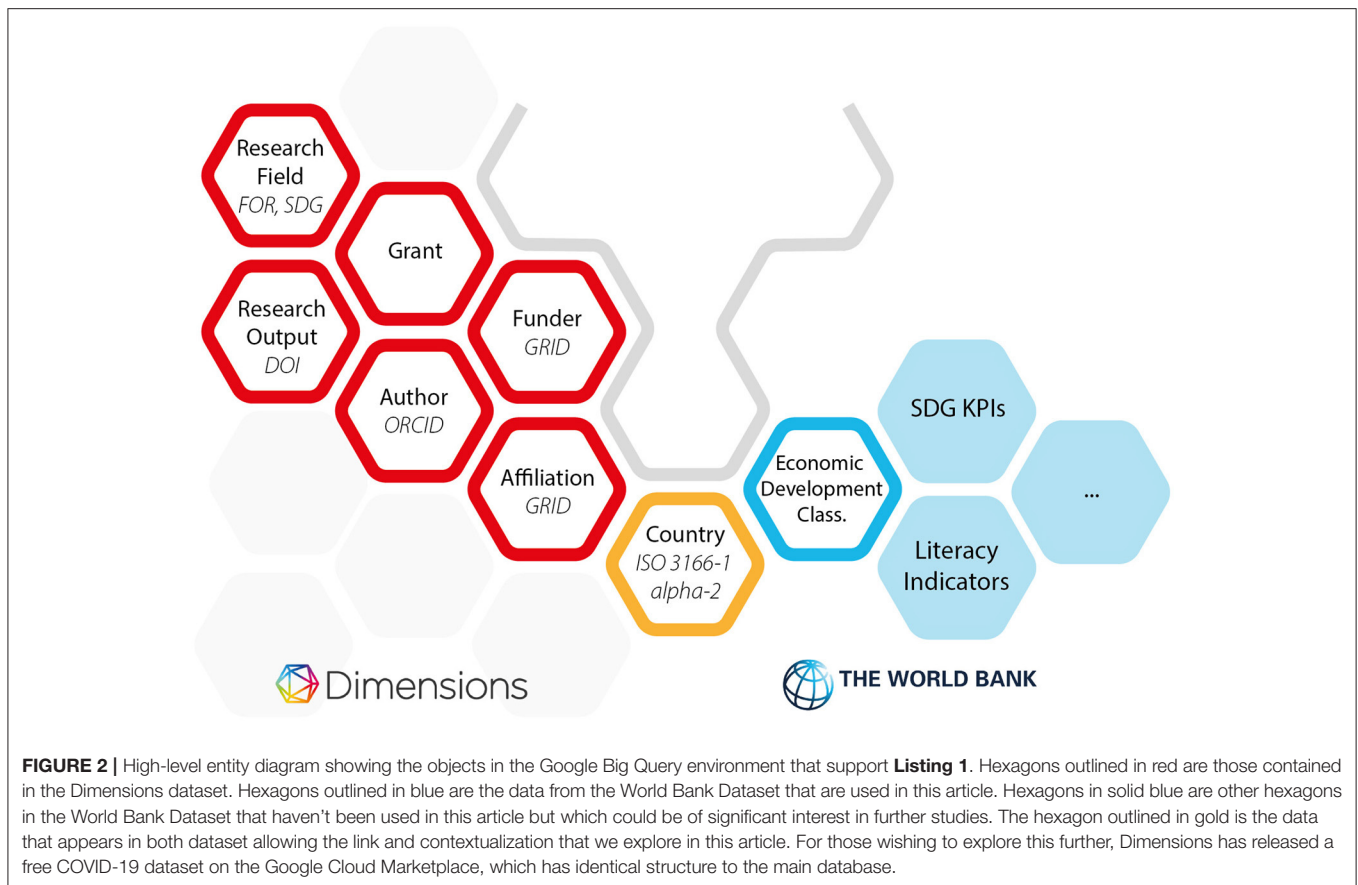 Research
Field
FOR, SDG
Grant
Research
Output
DOI
Funder
GRID
Author
ORCID
Affiliation
GRID
Country
ISO 3166-1
alpha-2
Economic
Development
Class.
SDG KPIs
...
Literacy
Indicators
Dimensions
THE WORLD BANK
FIGURE 2 | High-level entity diagram showing the objects in the Google Big Query environment that support Listing 1. Hexagons outlined in red are those contained
in the Dimensions dataset. Hexagons outlined in blue are the data from the World Bank Dataset that are used in this article. Hexagons in solid blue are other hexagons
in the World Bank Dataset that haven't been used in this article but which could be of significant interest in further studies. The hexagon outlined in gold is the data
that appears in both dataset allowing the link and contextualization that we explore in this article. For those wishing to explore this further, Dimensions has released a
free COVID-19 dataset on the Google Cloud Marketplace, which has identical structure to the main database.